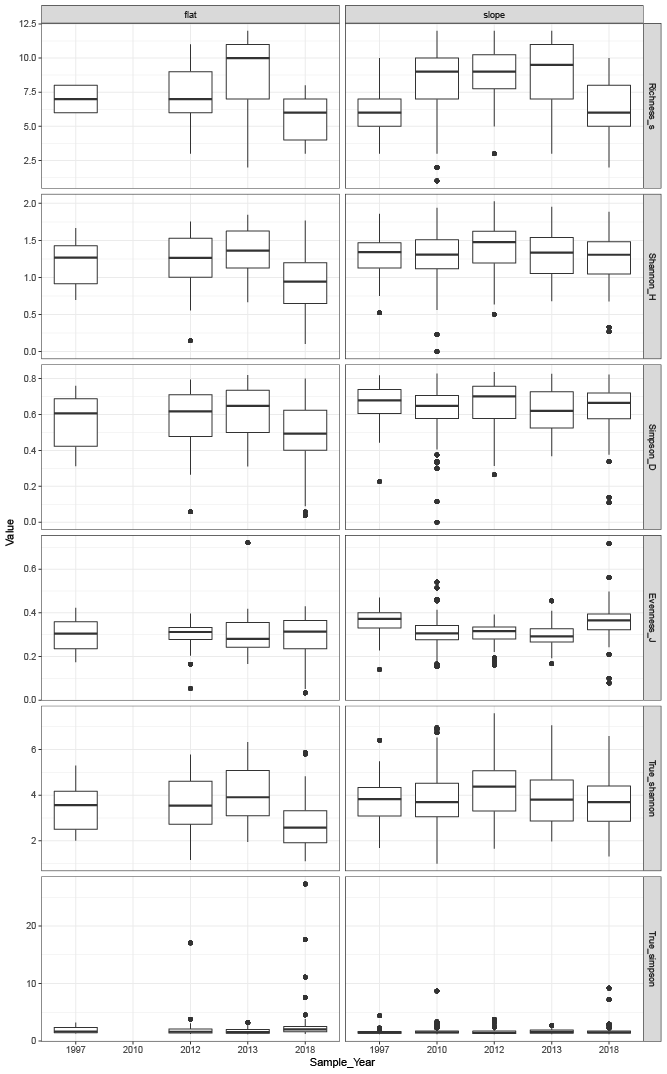 flat
slope
12.5
10.0
7.5
5.0
2.5
Richness_s
2.0
1.5
1.0
0.5
0.0
Shannon_H
0.8
0.6
0.4
0.2
0.0
Simpson_D
Value
0.6
0.4
0.2
0.0
Evenness_J
6
4
2
True_shannon
20
10
0
True_simpson
1997 2010 2012 2013 2018 1997 2010 2012 2013 2018
Sample_Year